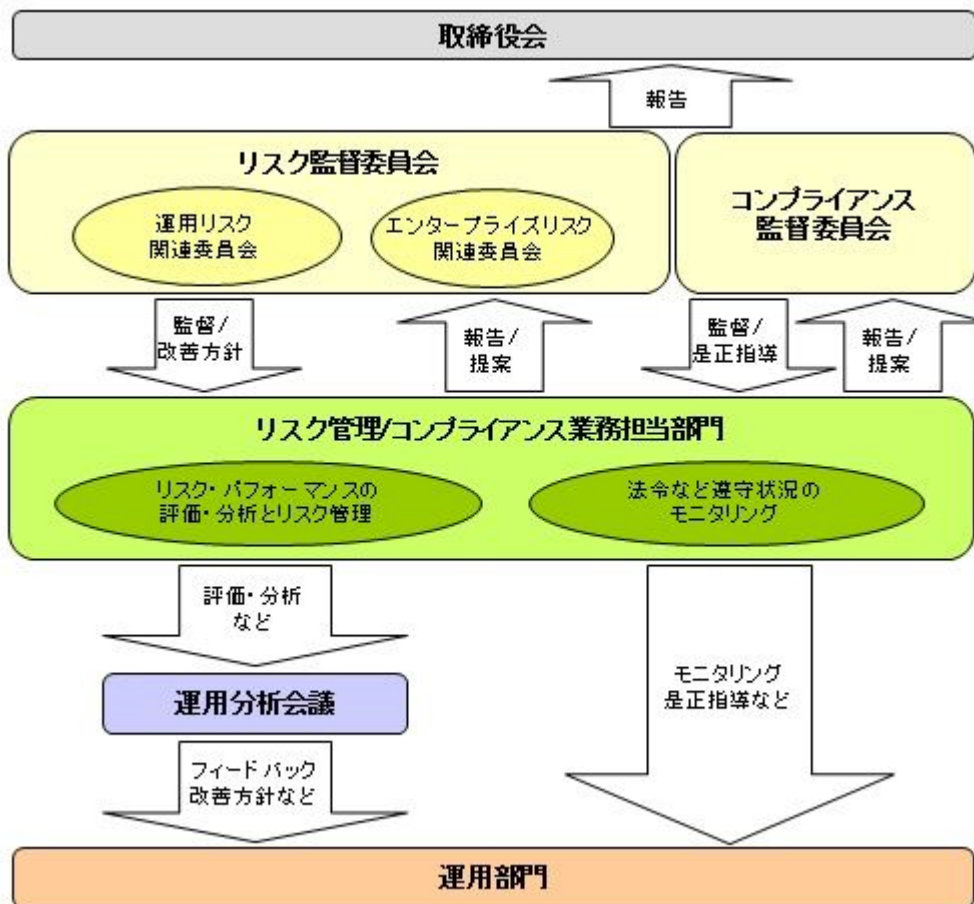 取締役会
報告
リスク監督委員会
運用リスク
関連委員会
エンタープライズリスク
関連委員会
コンプライアンス
監督委員会
監督/
改善方針
報告/
提案
監督/
是正指導
報告/
提案
リスク管理/コンプライアンス業務担当部門
リスク・パフォーマンスの
評価・分析とリスク管理
法令など遵守状況の
モニタリング
評価・分析
など
モニタリング
是正指導など
運用分析会議
フィードバック
改善方針など
運用部門